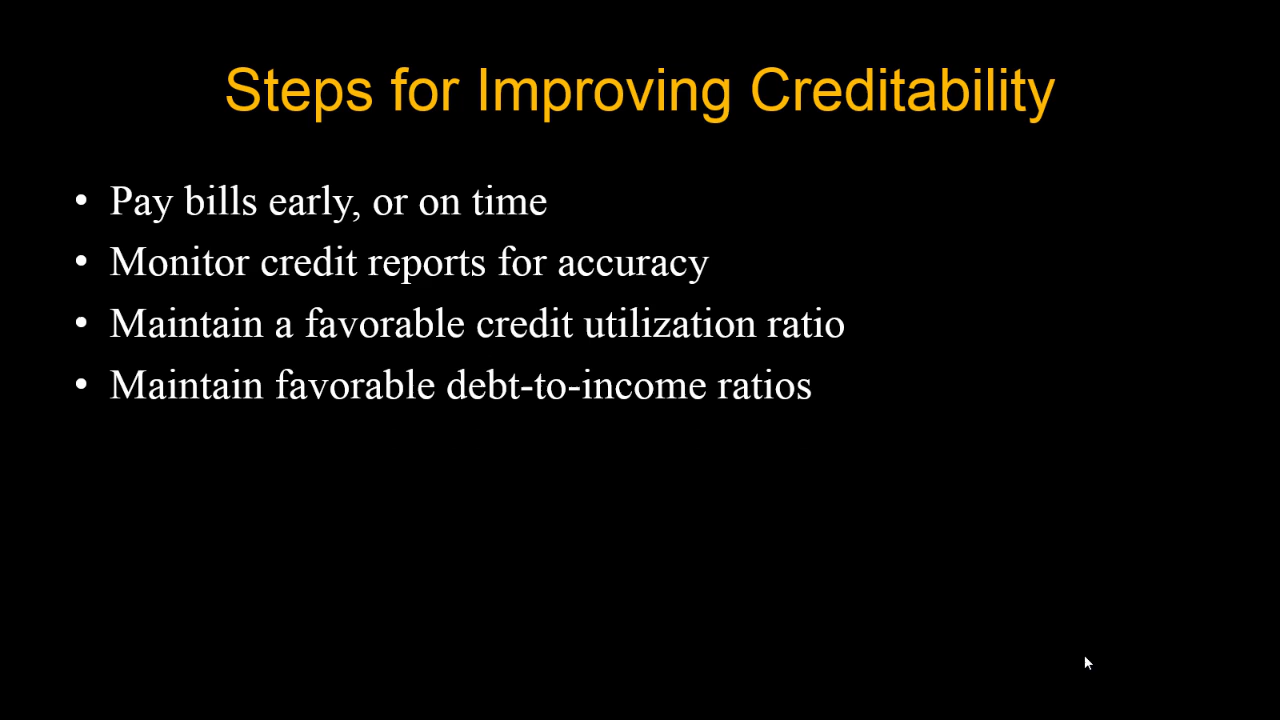 Steps for Improving Creditability
• Pay bills early, or on time
• Monitor credit reports for accuracy
• Maintain a favorable credit utilization ratio
• Maintain favorable debt-to-income ratios